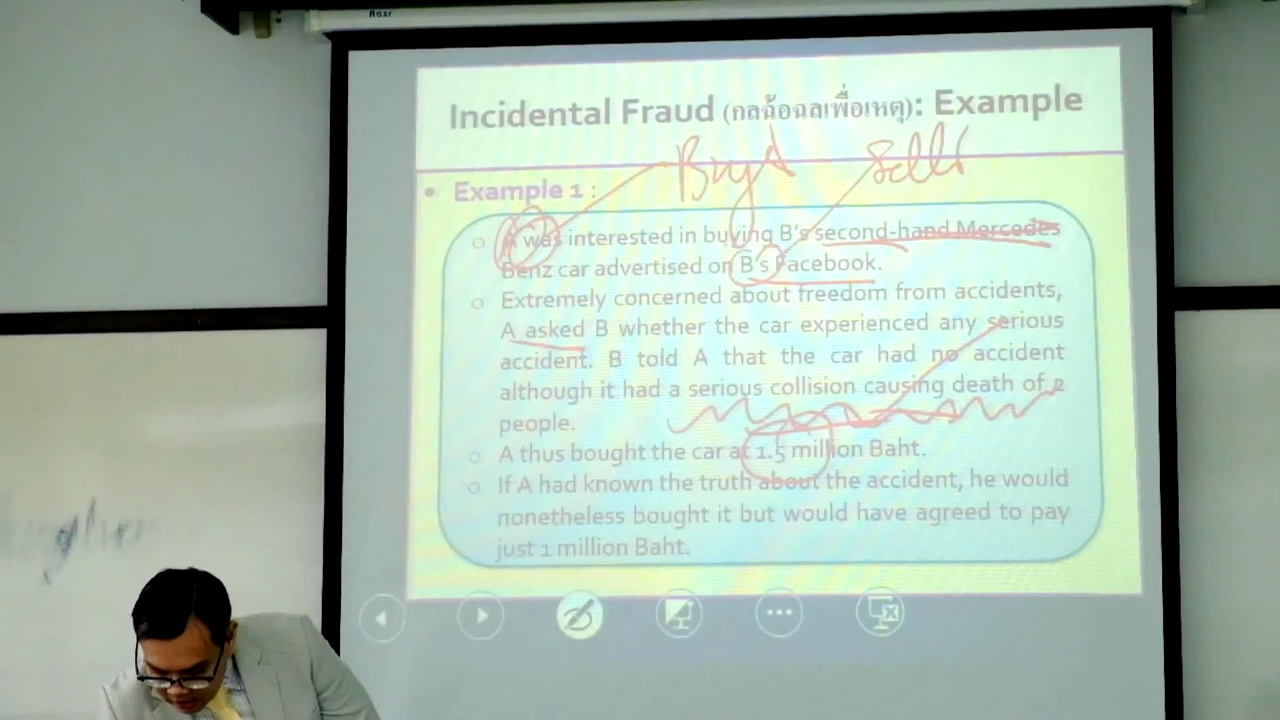 Incidental Fraud (กลฉ้อฉลเพื่อเหตุ): Example
• Example 1 :
○ A was interested in buying B's second-hand Mercedes
Benz car advertised on B's Facebook.
○ Extremely concerned about freedom from accidents,
A asked B whether the car experienced any serious
accident. B told A that the car had no accident
although it had a serious collision causing death of 2
people.
○ A thus bought the car at 1.5 million Baht.
○ If A had known the truth about the accident, he would
nonetheless bought it but would have agreed to pay
just 1 million Baht.